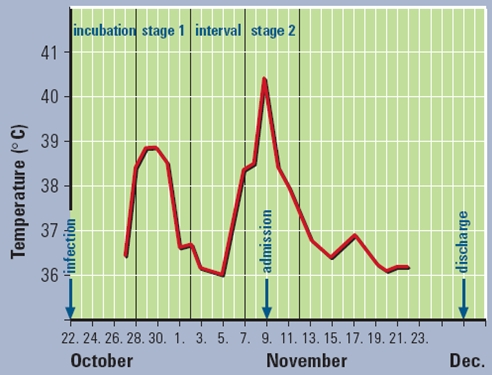 incubation stage 1 interval stage 2
41
40
39
38
37
36
Temperature (° C)
infection
admission
discharge
22. 24. 26. 28. 30. 1. 3. 5. 7. 9. 11. 13. 15. 17. 19. 21. 23.
October November Dec.